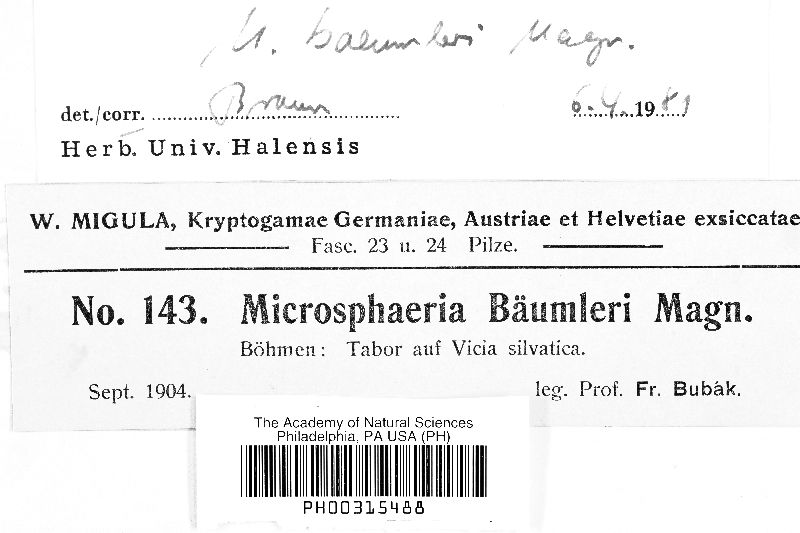 M. baeumleri Magn.
det./corr. Braun 6.4.1981
Herb. Univ. Halensis
W. MIGULA, Kryptogamae Germaniae, Austriae et Helvetiae exsiccatae
Fasc. 23 u. 24 Pilze.
No. 143. Microsphaeria Bäumleri Magn.
Böhmen: Tabor auf Vicia silvatica.
Sept. 1904. leg. Prof. Fr. Bubák.
The Academy of Natural Sciences
Philadelphia, PA USA (PH)
PH00315488